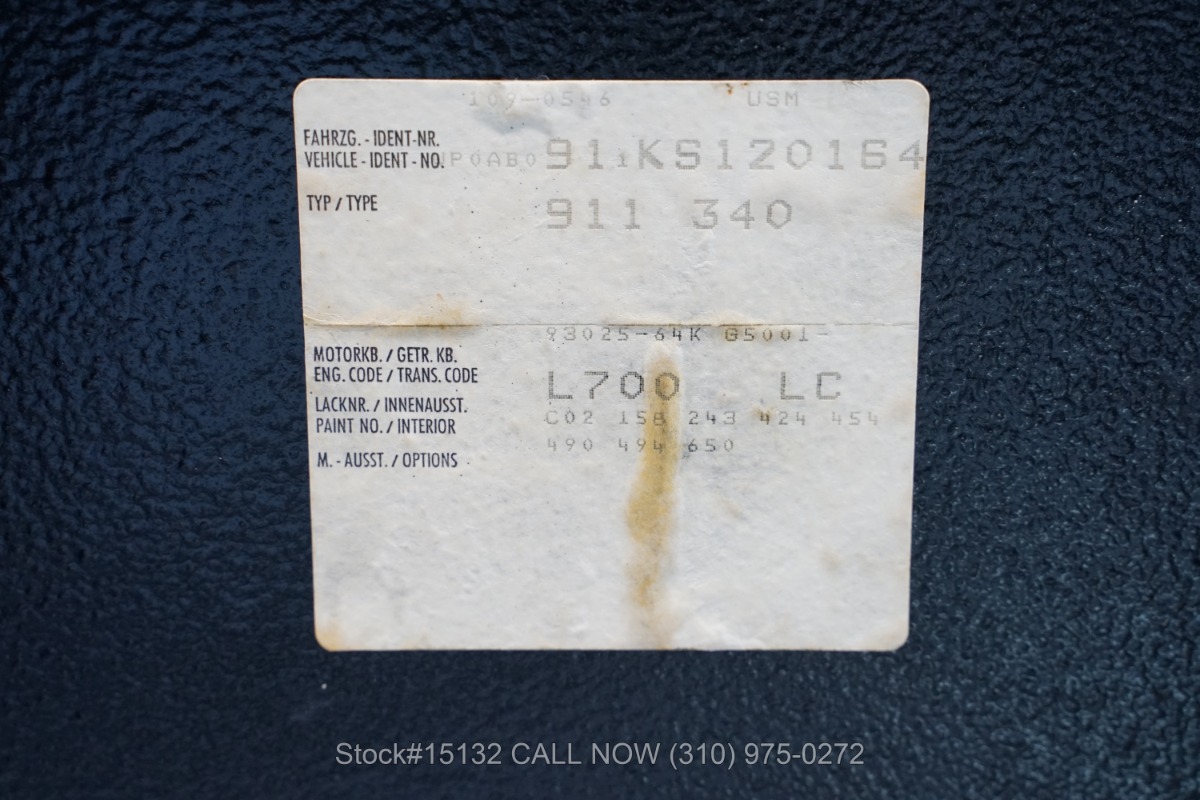 109-0546 USM
FAHRZG. - IDENT-NR.
VEHICLE - IDENT - NO. WP0AB0 91 1KS120164
TYP / TYPE 911 340
93025-64K G5001-
MOTORKB. / GETR. KB.
ENG. CODE / TRANS. CODE
L700 LC
LACKNR. / INNENAUSST.
PAINT NO. / INTERIOR
C02 158 243 424 454
490 494 650
M. - AUSST. / OPTIONS
Stock#15132 CALL NOW (310) 975-0272